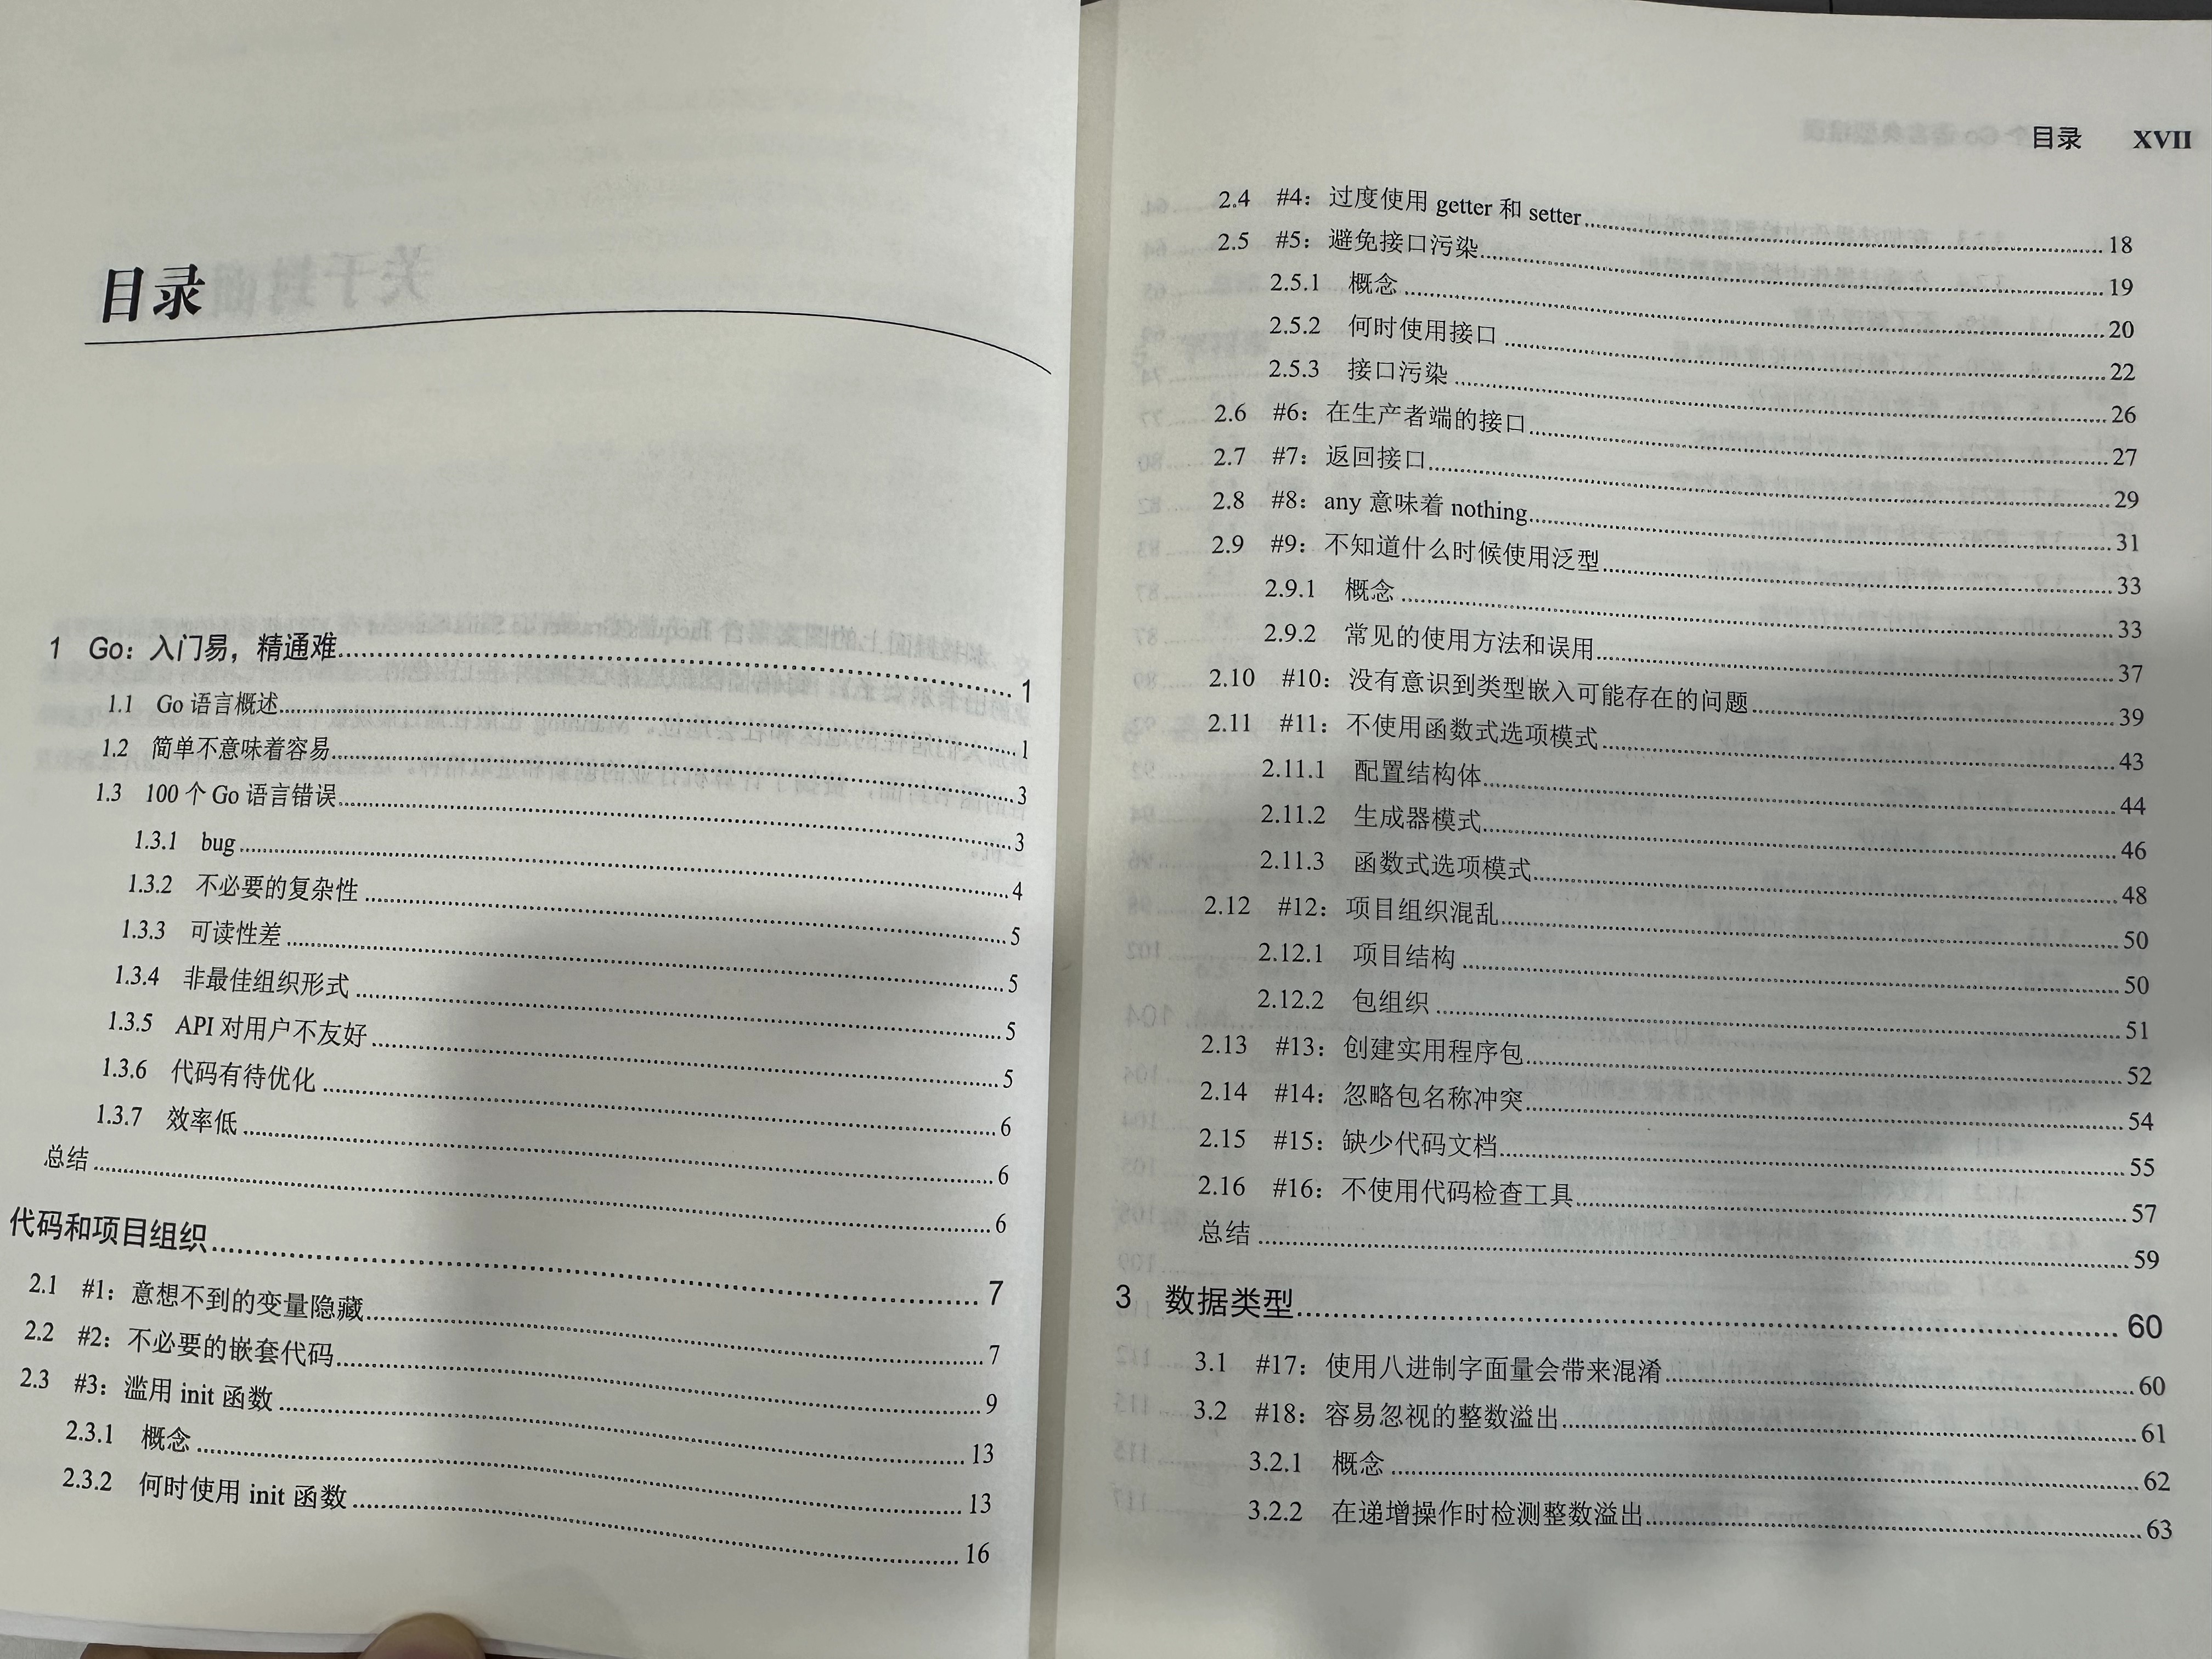 目录
1 Go：入门易，精通难 1
1.1 Go 语言概述 1
1.2 简单不意味着容易 3
1.3 100 个 Go 语言错误 3
1.3.1 bug 4
1.3.2 不必要的复杂性 5
1.3.3 可读性差 5
1.3.4 非最佳组织形式 5
1.3.5 API 对用户不友好 5
1.3.6 代码有待优化 6
1.3.7 效率低 6
总结 6
代码和项目组织 7
2.1 #1：意想不到的变量隐藏 7
2.2 #2：不必要的嵌套代码 9
2.3 #3：滥用 init 函数 13
2.3.1 概念 13
2.3.2 何时使用 init 函数 16
目录 XVII
2.4 #4：过度使用 getter 和 setter 18
2.5 #5：避免接口污染 19
2.5.1 概念 20
2.5.2 何时使用接口 22
2.5.3 接口污染 26
2.6 #6：在生产者端的接口 27
2.7 #7：返回接口 29
2.8 #8：any 意味着 nothing 31
2.9 #9：不知道什么时候使用泛型 33
2.9.1 概念 33
2.9.2 常见的使用方法和误用 37
2.10 #10：没有意识到类型嵌入可能存在的问题 39
2.11 #11：不使用函数式选项模式 43
2.11.1 配置结构体 44
2.11.2 生成器模式 46
2.11.3 函数式选项模式 48
2.12 #12：项目组织混乱 50
2.12.1 项目结构 50
2.12.2 包组织 51
2.13 #13：创建实用程序包 52
2.14 #14：忽略包名称冲突 54
2.15 #15：缺少代码文档 55
2.16 #16：不使用代码检查工具 57
总结 59
3 数据类型 60
3.1 #17：使用八进制字面量会带来混淆 60
3.2 #18：容易忽视的整数溢出 61
3.2.1 概念 62
3.2.2 在递增操作时检测整数溢出 63